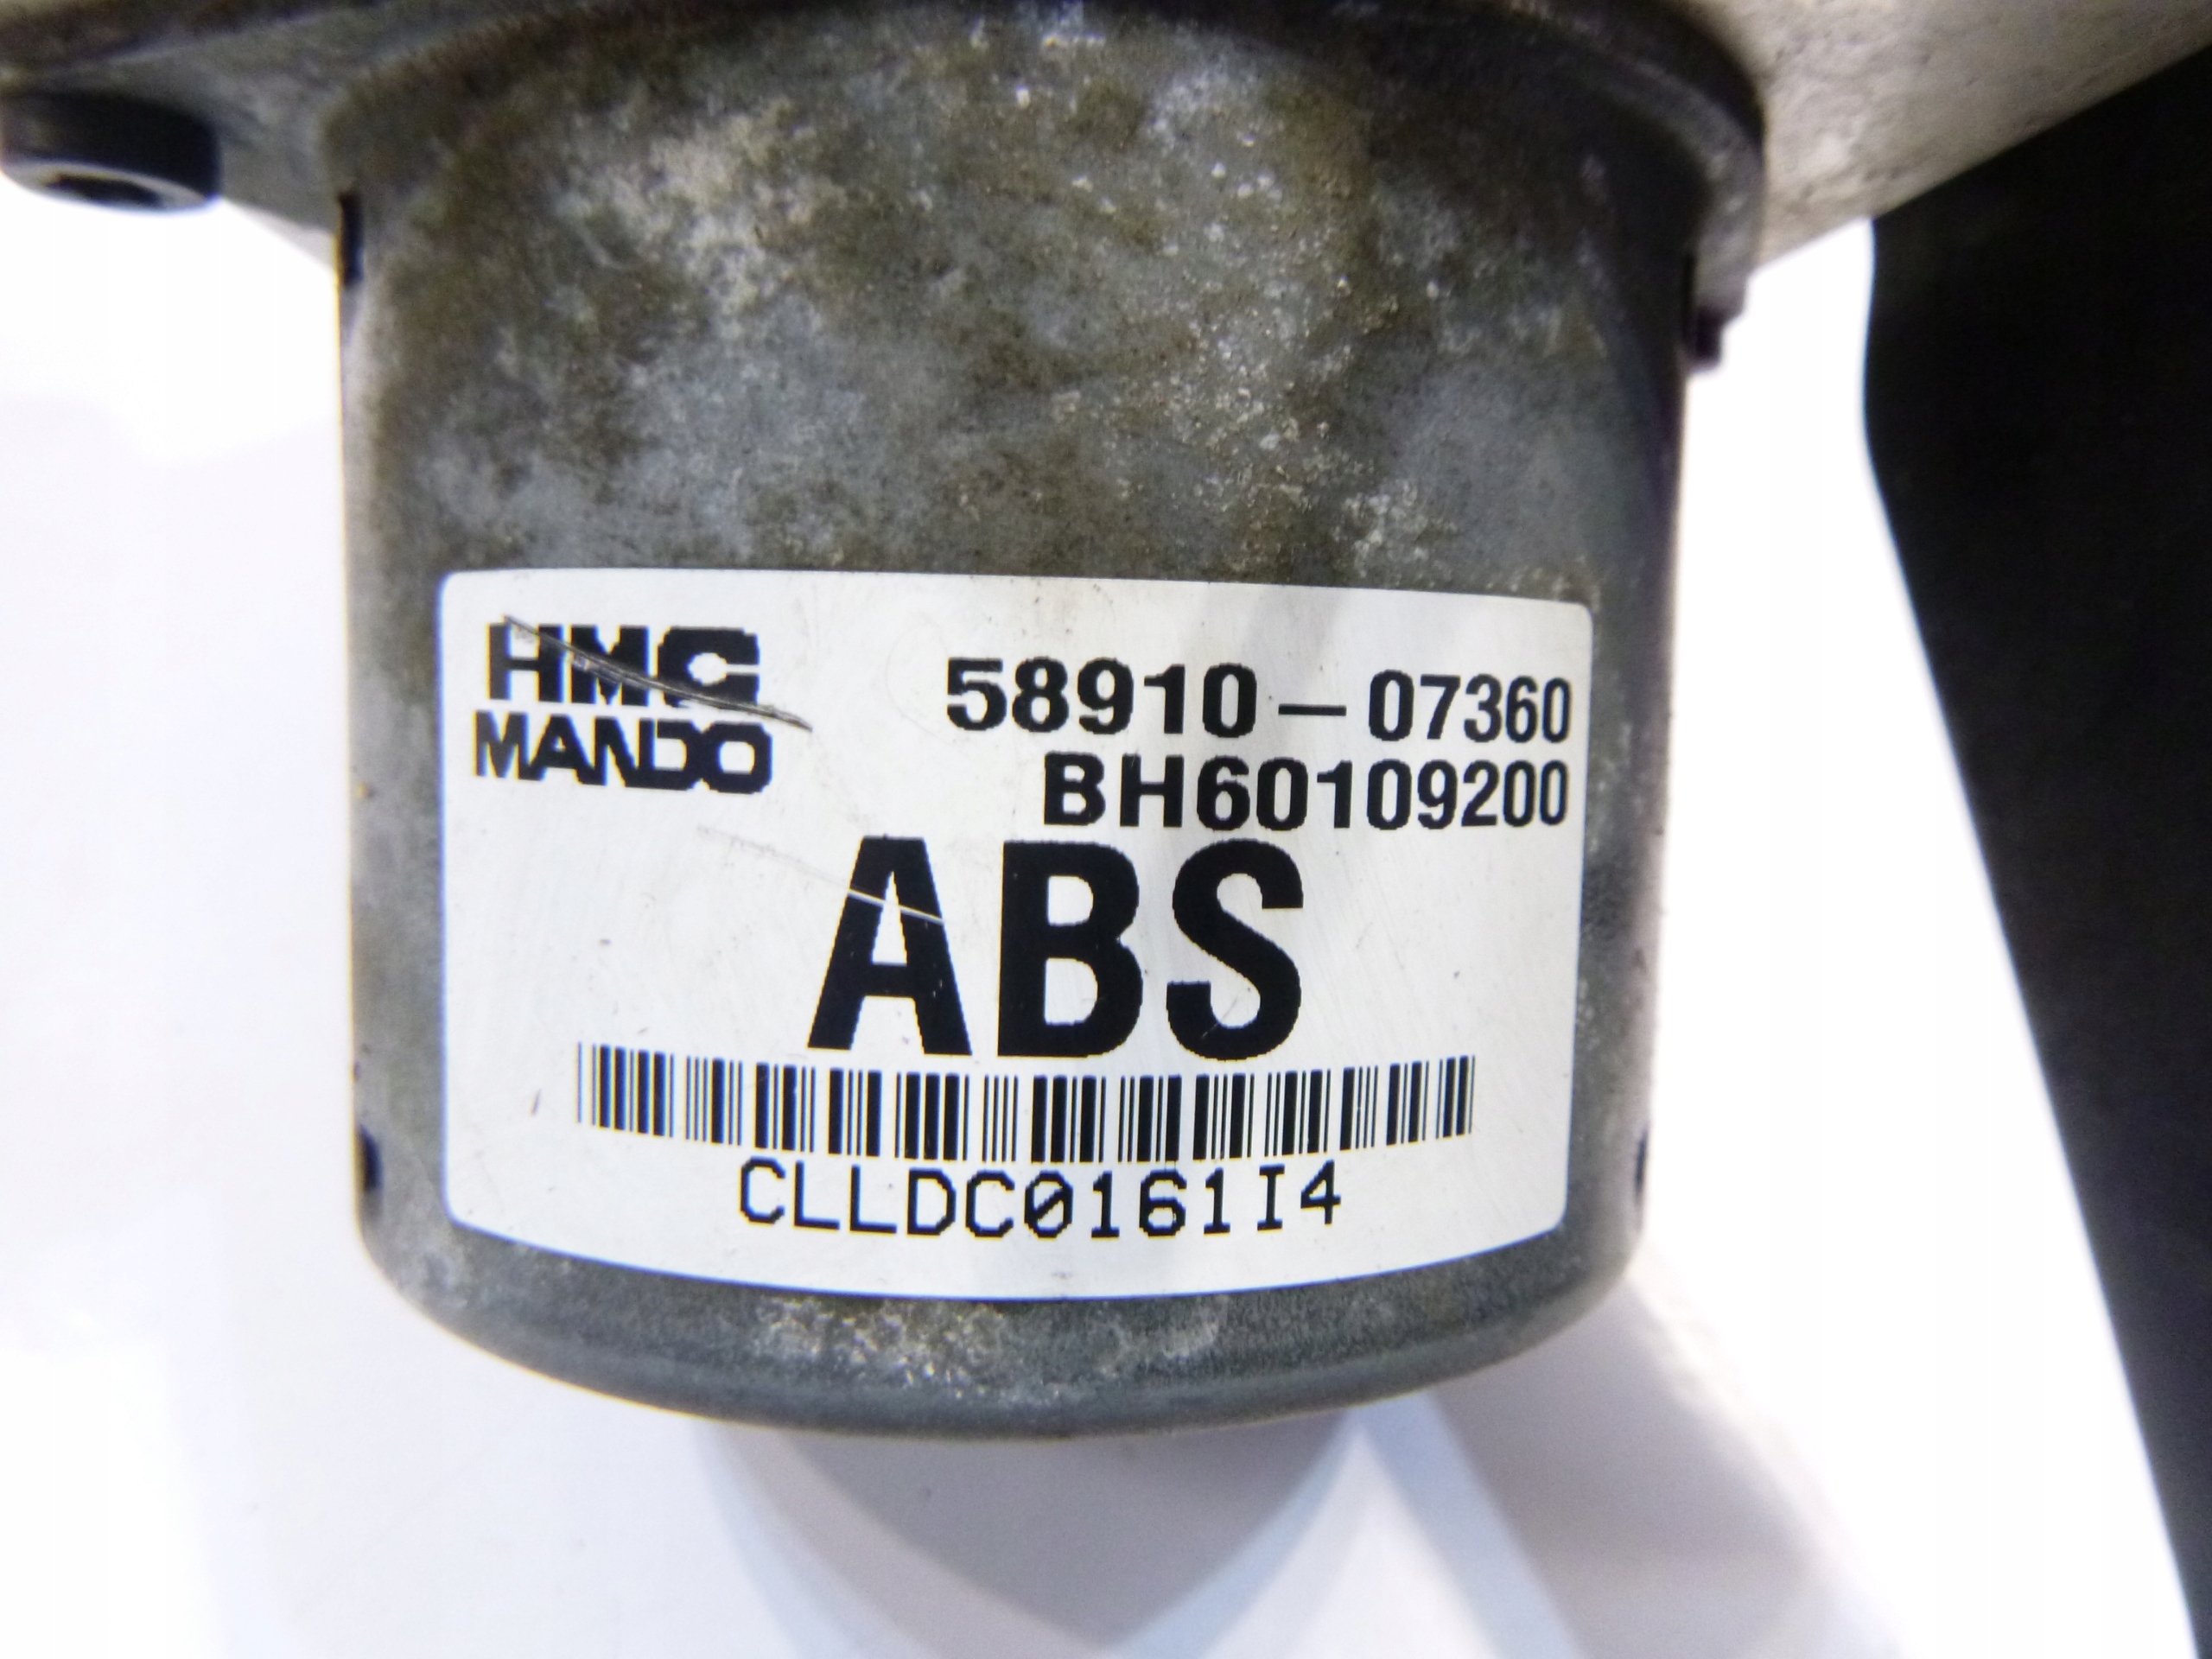 HMC
MANDO
58910-07360
BH60109200
ABS
CLLDC0161I4